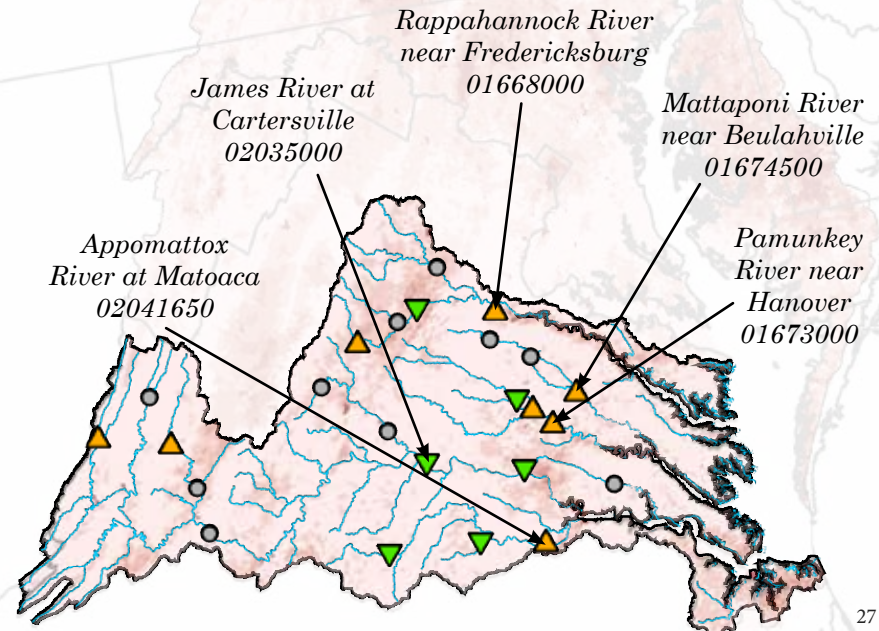 Rappahannock River
near Fredericksburg
01668000
James River at
Cartersville
02035000
Mattaponi River
near Beulahville
01674500
Appomattox
River at Matoaca
02041650
Pamunkey
River near
Hanover
01673000
27